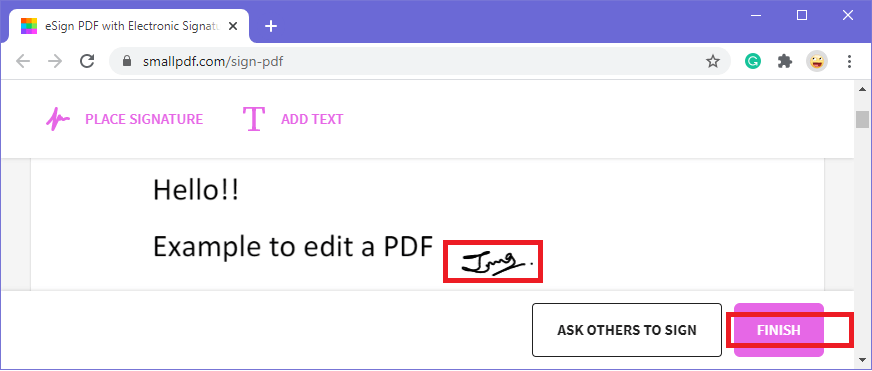 eSign PDF with Electronic Signatu
smallpdf.com/sign-pdf
PLACE SIGNATURE
T ADD TEXT
Hello!!
Example to edit a PDF
ASK OTHERS TO SIGN
FINISH